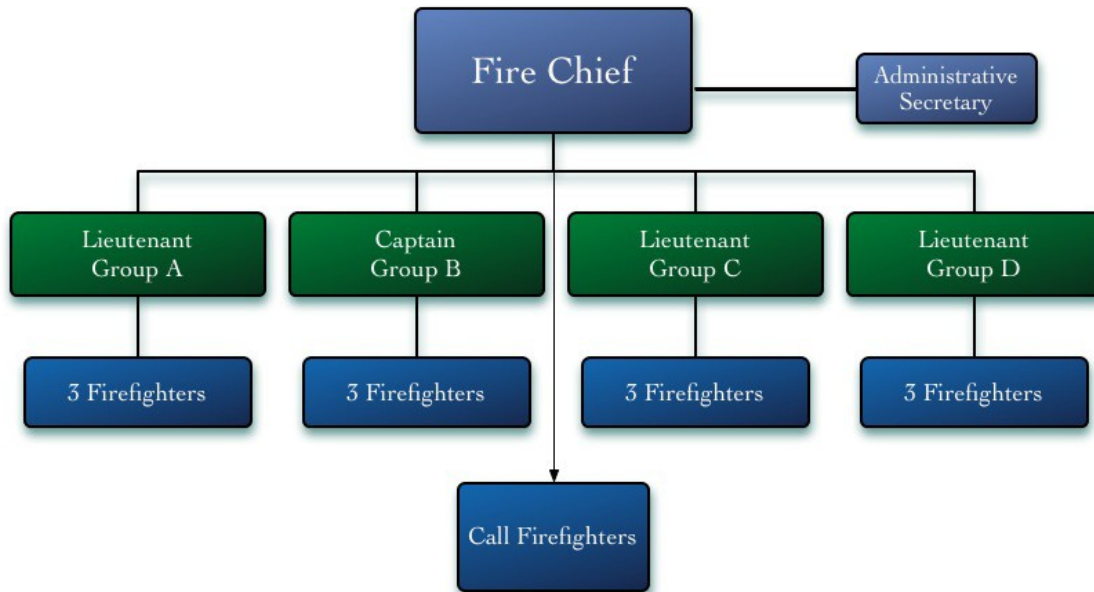 Fire Chief
Administrative
Secretary
Lieutenant
Group A
Captain
Group B
Lieutenant
Group C
Lieutenant
Group D
3 Firefighters
3 Firefighters
3 Firefighters
3 Firefighters
Call Firefighters